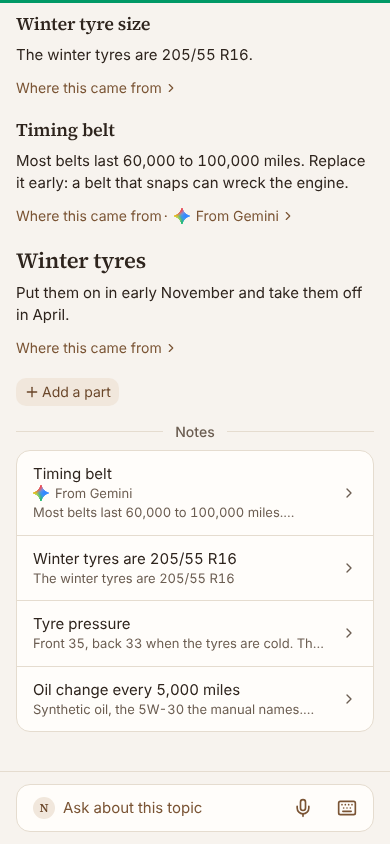 Winter tyre size
The winter tyres are 205/55 R16.
Where this came from
Timing belt
Most belts last 60,000 to 100,000 miles. Replace
it early: a belt that snaps can wreck the engine.
Where this came from · From Gemini
Winter tyres
Put them on in early November and take them off
in April.
Where this came from
+ Add a part
Notes
Timing belt
From Gemini
Most belts last 60,000 to 100,000 miles....
Winter tyres are 205/55 R16
The winter tyres are 205/55 R16
Tyre pressure
Front 35, back 33 when the tyres are cold. Th...
Oil change every 5,000 miles
Synthetic oil, the 5W-30 the manual names....
N Ask about this topic